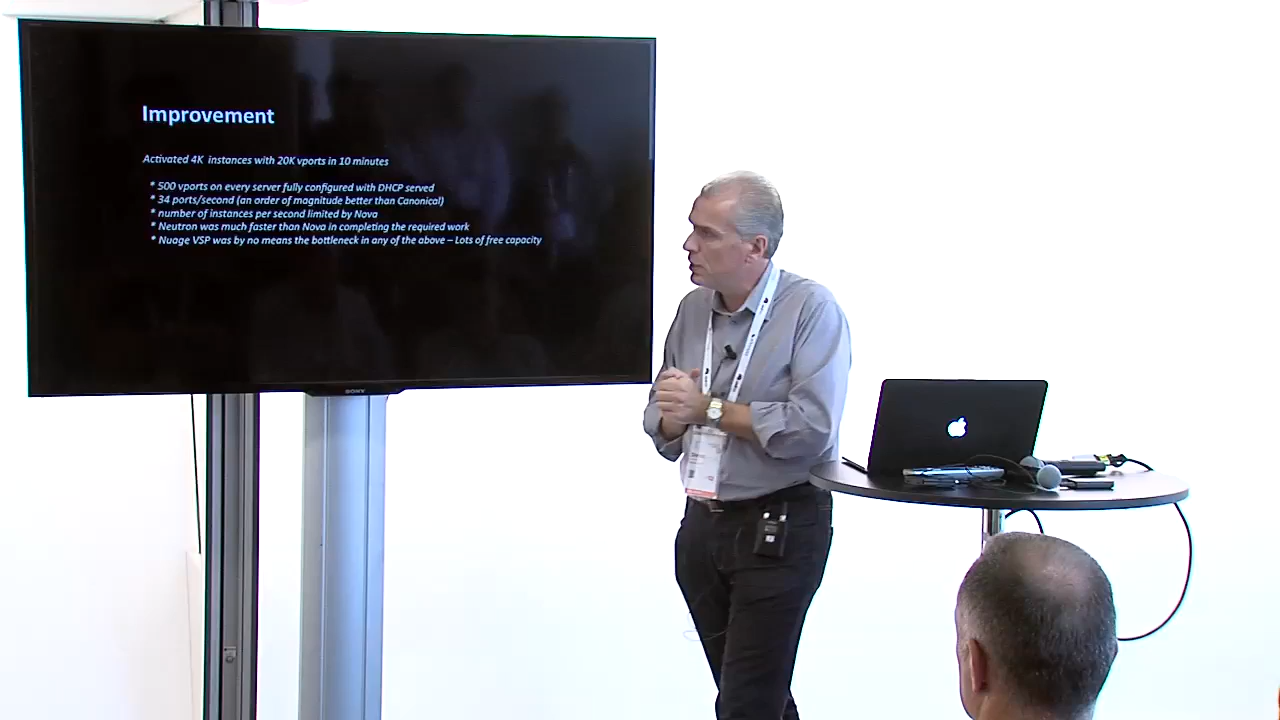 Improvement
Activated 4K instances with 20K vports in 10 minutes
* 500 vports on every server fully configured with DHCP served
* 34 ports/second (an order of magnitude better than Canonical)
* number of instances per second limited by Nova
* Neutron was much faster than Nova in completing the required work
* Nuage VSP was by no means the bottleneck in any of the above – Lots of free capacity
SONY